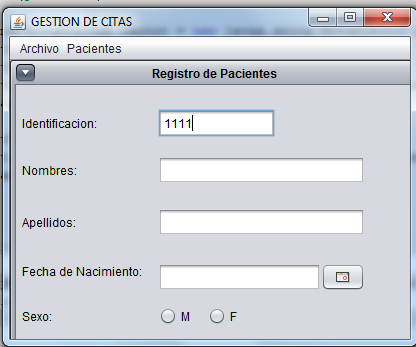 GESTION DE CITAS
Archivo Pacientes
Registro de Pacientes
Identificacion: 1111
Nombres:
Apellidos:
Fecha de Nacimiento:
Sexo: M F